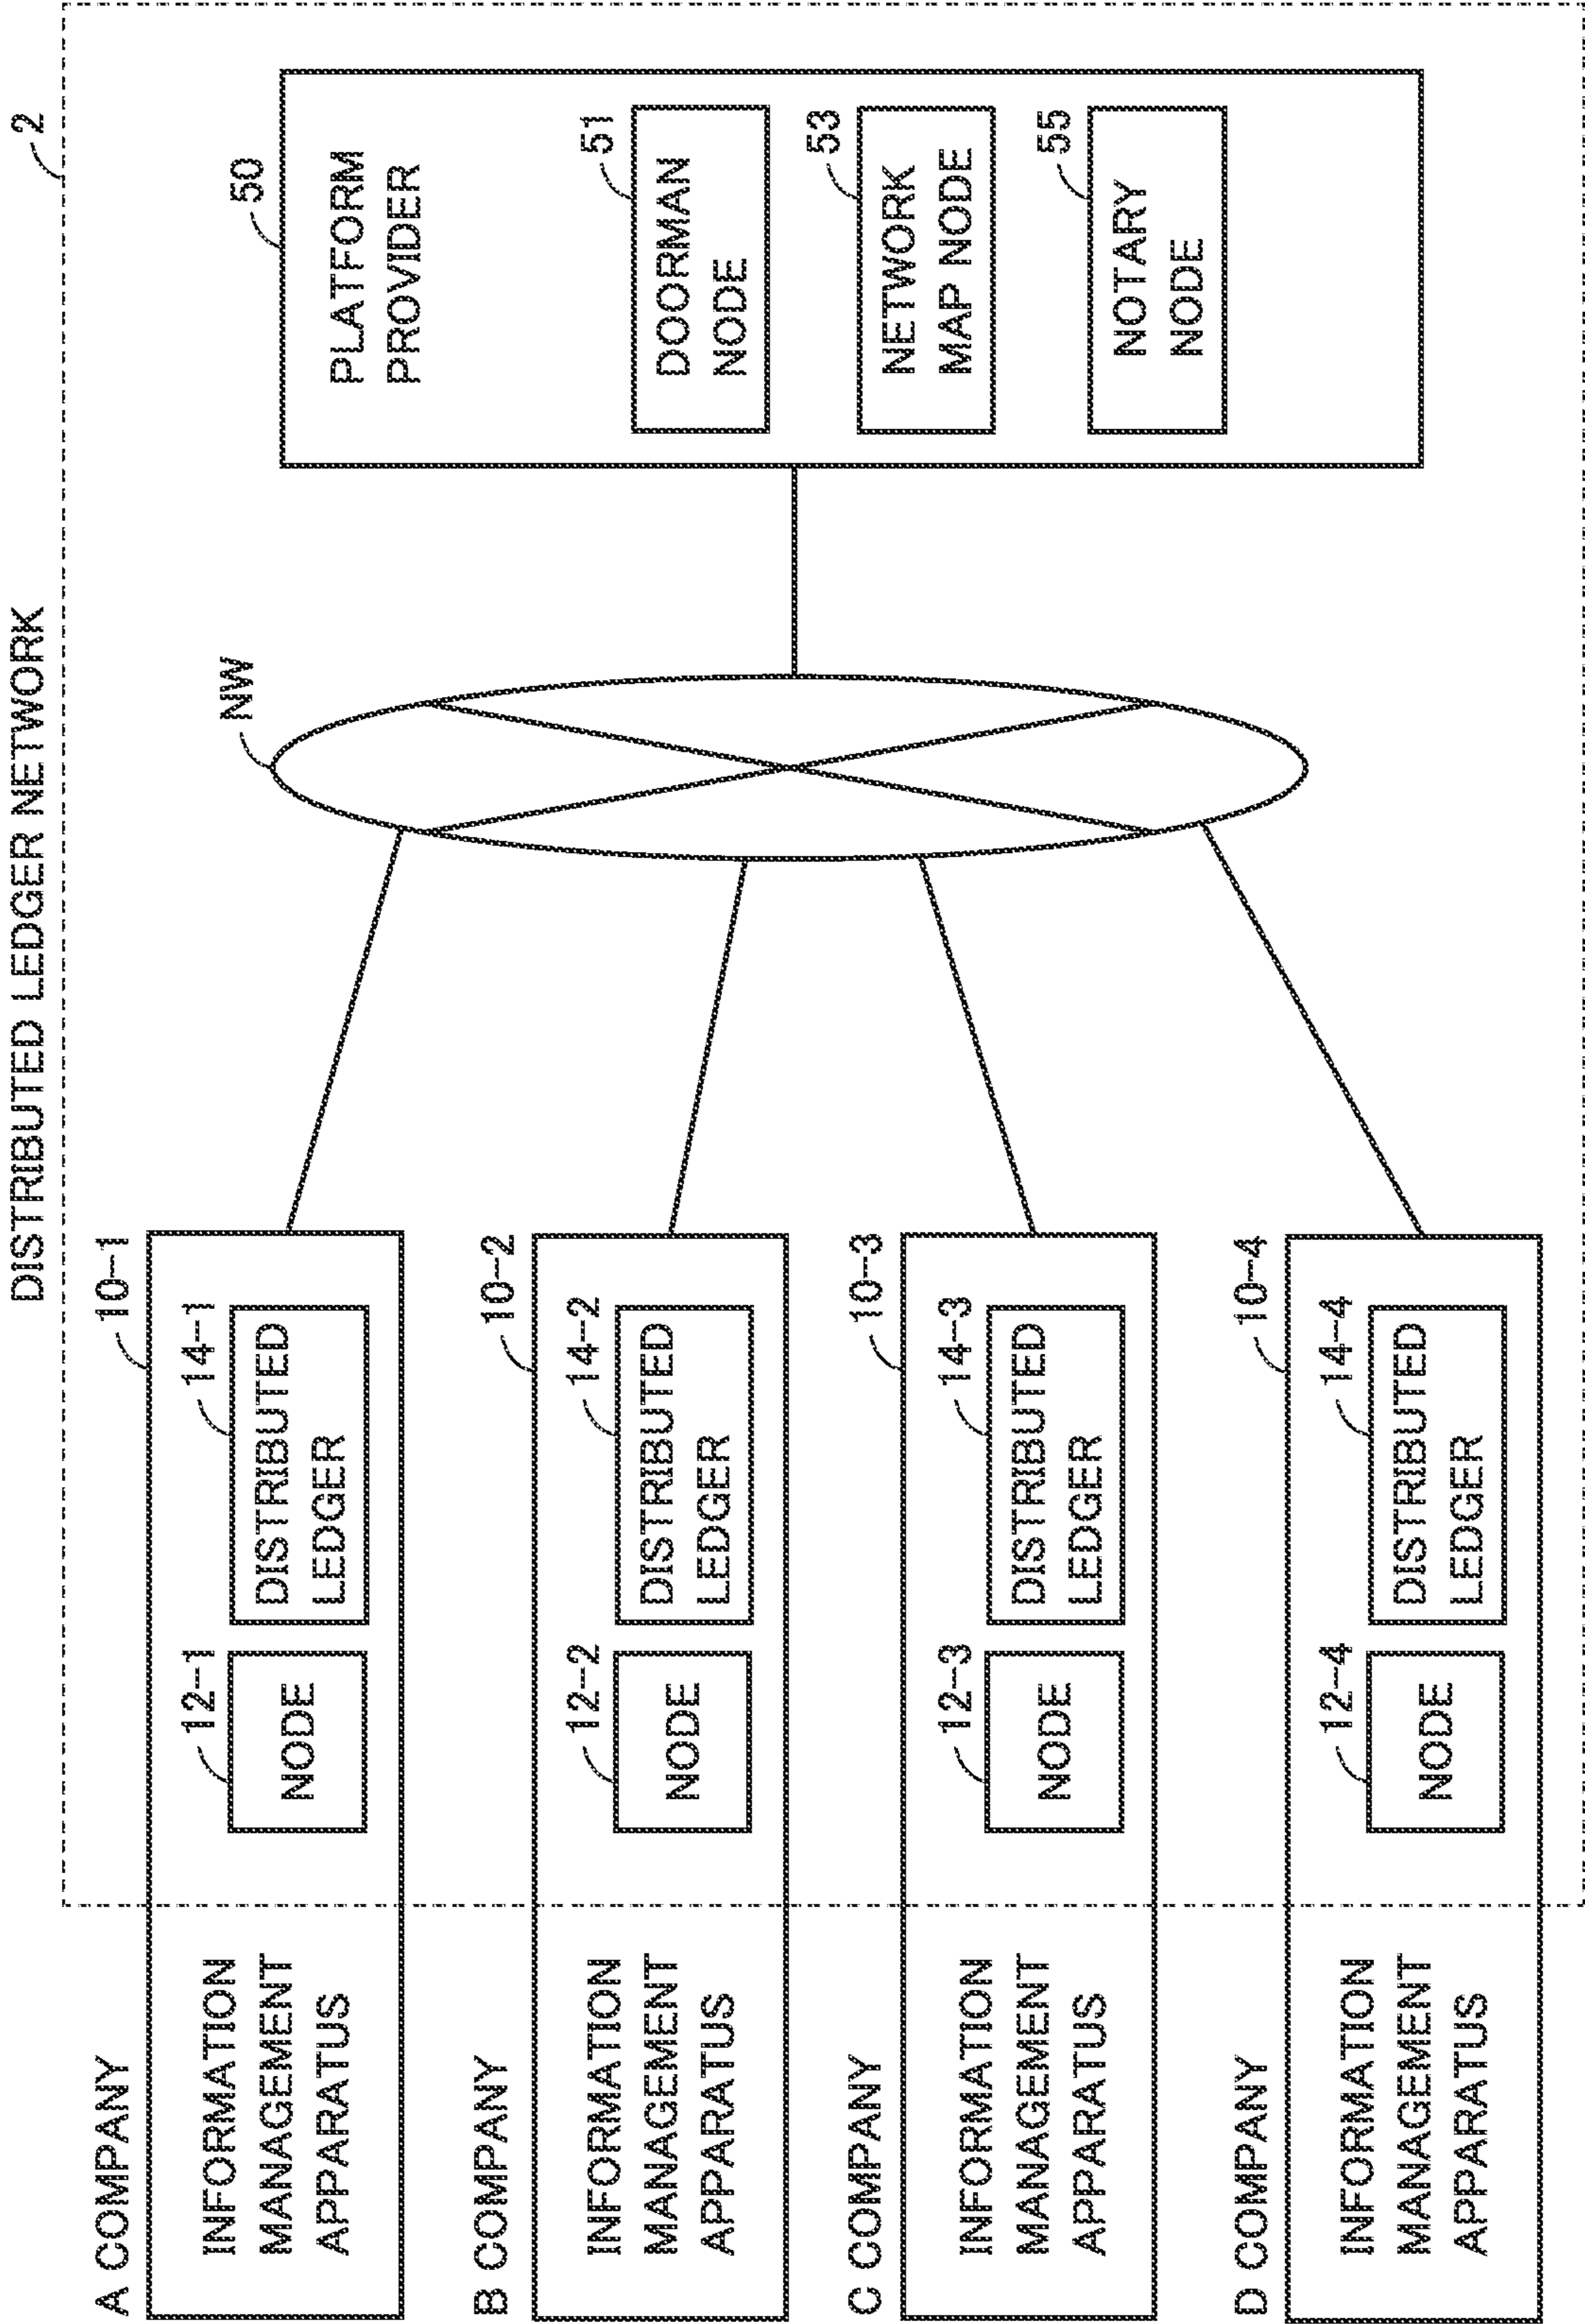 DISTRIBUTED LEDGER NETWORK
2
A COMPANY
10-1
INFORMATION
MANAGEMENT
APPARATUS
12-1
NODE
14-1
DISTRIBUTED
LEDGER
B COMPANY
10-2
INFORMATION
MANAGEMENT
APPARATUS
12-2
NODE
14-2
DISTRIBUTED
LEDGER
C COMPANY
10-3
INFORMATION
MANAGEMENT
APPARATUS
12-3
NODE
14-3
DISTRIBUTED
LEDGER
D COMPANY
10-4
INFORMATION
MANAGEMENT
APPARATUS
12-4
NODE
14-4
DISTRIBUTED
LEDGER
NW
50
PLATFORM
PROVIDER
51
DOORMAN
NODE
53
NETWORK
MAP NODE
55
NOTARY
NODE